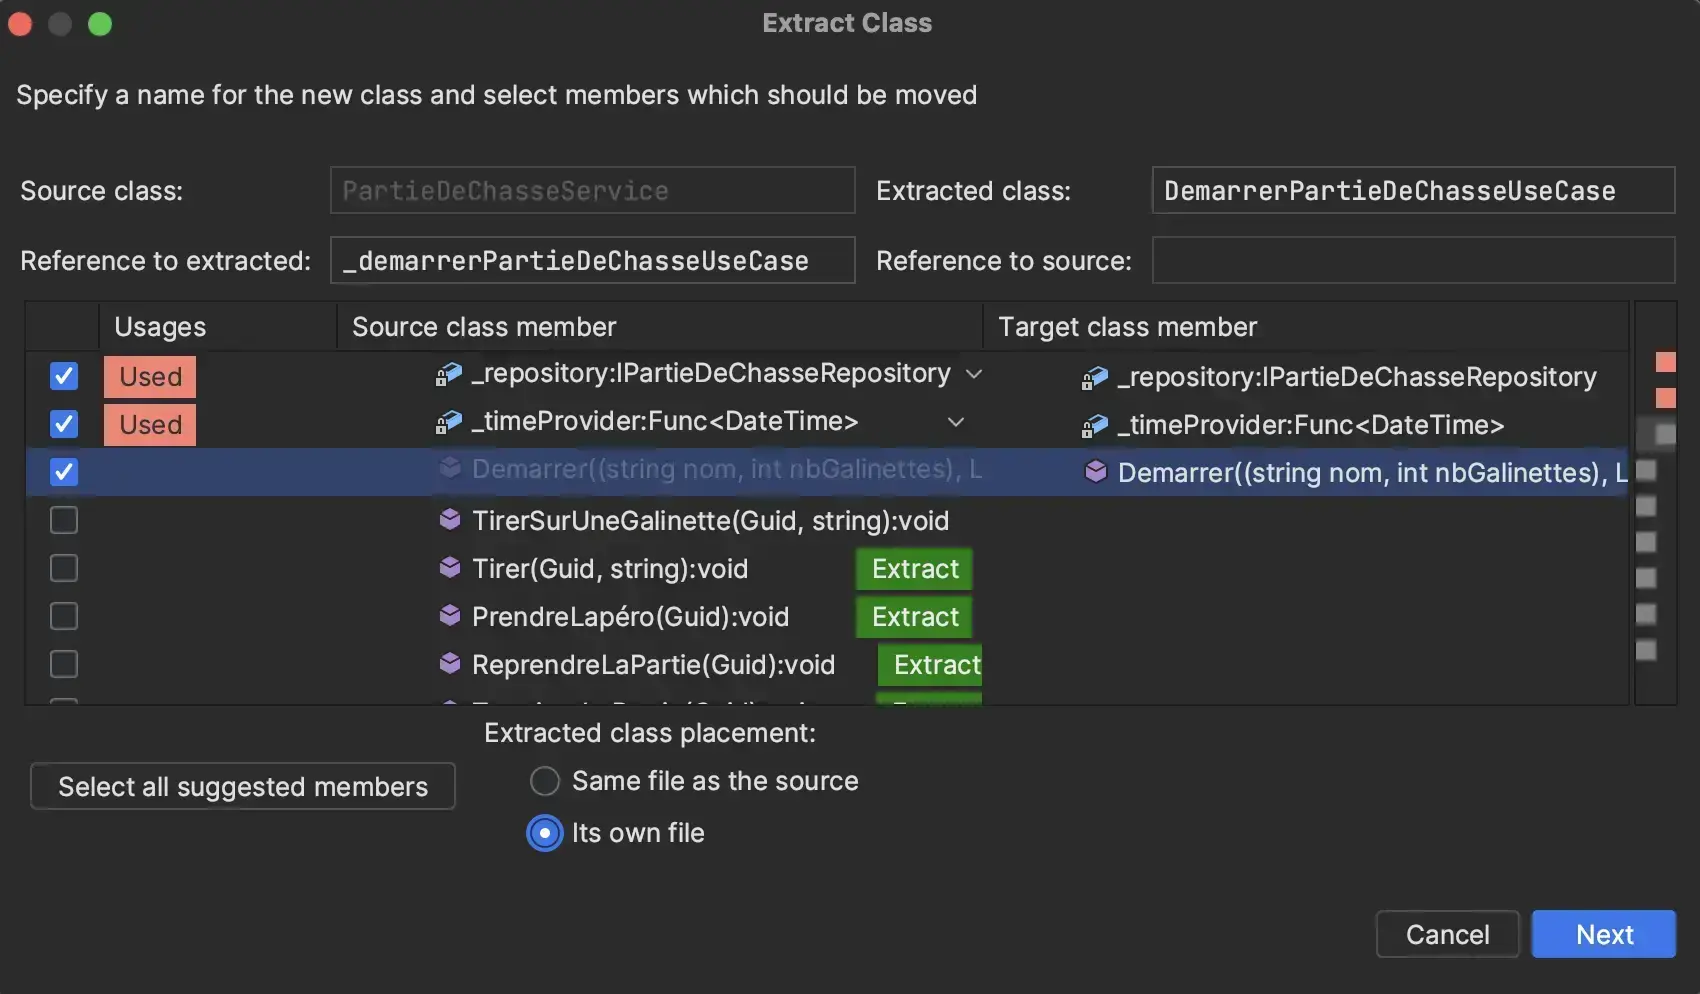 Extract Class
Specify a name for the new class and select members which should be moved
Source class: PartieDeChasseService Extracted class: DemarrerPartieDeChasseUseCase
Reference to extracted: _demarrerPartieDeChasseUseCase Reference to source:
Usages Source class member Target class member
Used _repository:IPartieDeChasseRepository _repository:IPartieDeChasseRepository
Used _timeProvider:Func<DateTime> _timeProvider:Func<DateTime>
Demarrer((string nom, int nbGalinettes), L Demarrer((string nom, int nbGalinettes), L
TirerSurUneGalinette(Guid, string):void
Tirer(Guid, string):void Extract
PrendreLapéro(Guid):void Extract
ReprendreLaPartie(Guid):void Extract
Extracted class placement:
Select all suggested members
Same file as the source
Its own file
Cancel Next